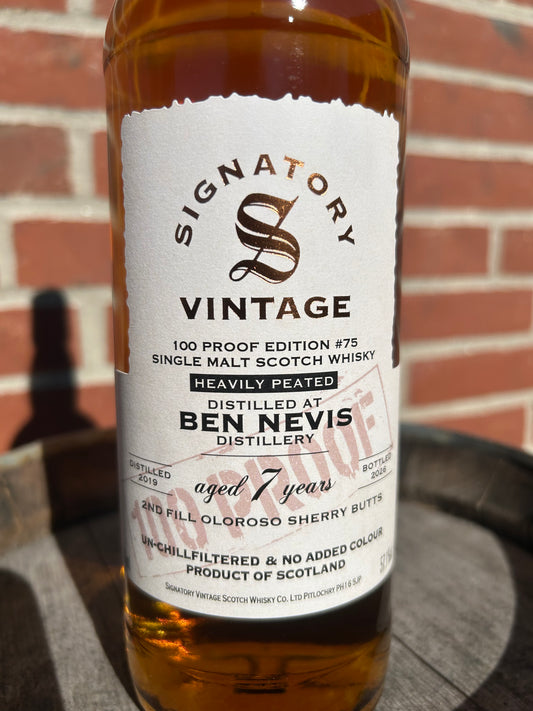 SIGNATORY
S
VINTAGE
100 PROOF EDITION #75
SINGLE MALT SCOTCH WHISKY
HEAVILY PEATED
DISTILLED AT
BEN NEVIS
DISTILLERY
DISTILLED
2019
aged 7 years
BOTTLED
2026
100 PROOF
2ND FILL OLOROSO SHERRY BUTTS
UN-CHILLFILTERED & NO ADDED COLOUR
PRODUCT OF SCOTLAND
SIGNATORY VINTAGE SCOTCH WHISKY CO. LTD PITLOCHRY PH16 5JP